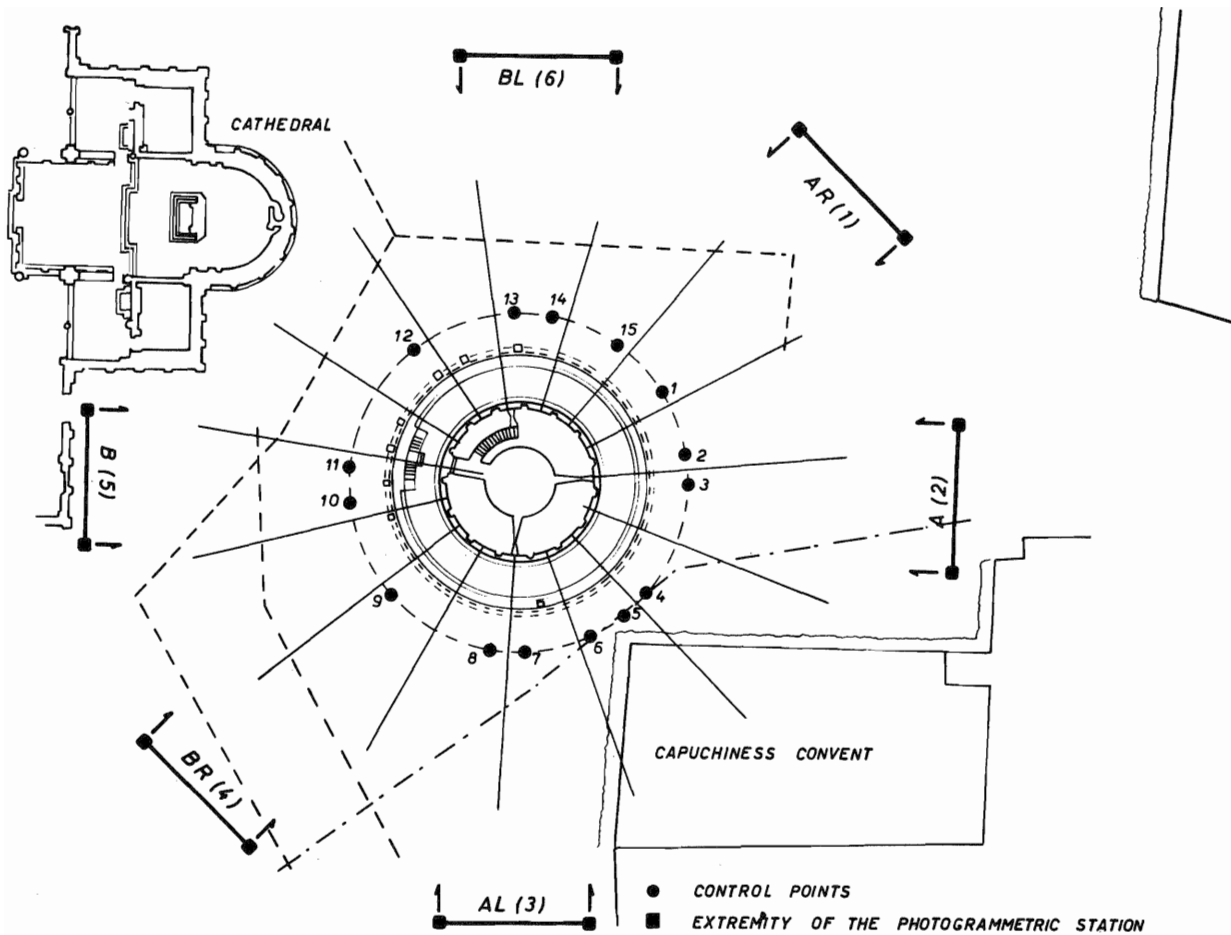 BL (6)
CATHEDRAL
AR (1)
13
14
12
15
1
B (5)
11
2
10
3
A (2)
9
4
5
6
8
7
BR (4)
CAPUCHINESS CONVENT
AL (3)
CONTROL POINTS
EXTREMITY OF THE PHOTOGRAMMETRIC STATION